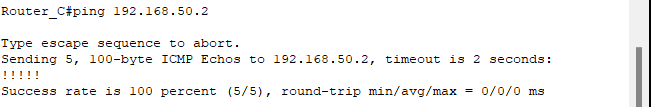 Router_C#ping 192.168.50.2
Type escape sequence to abort.
Sending 5, 100-byte ICMP Echos to 192.168.50.2, timeout is 2 seconds:
!!!!!
Success rate is 100 percent (5/5), round-trip min/avg/max = 0/0/0 ms